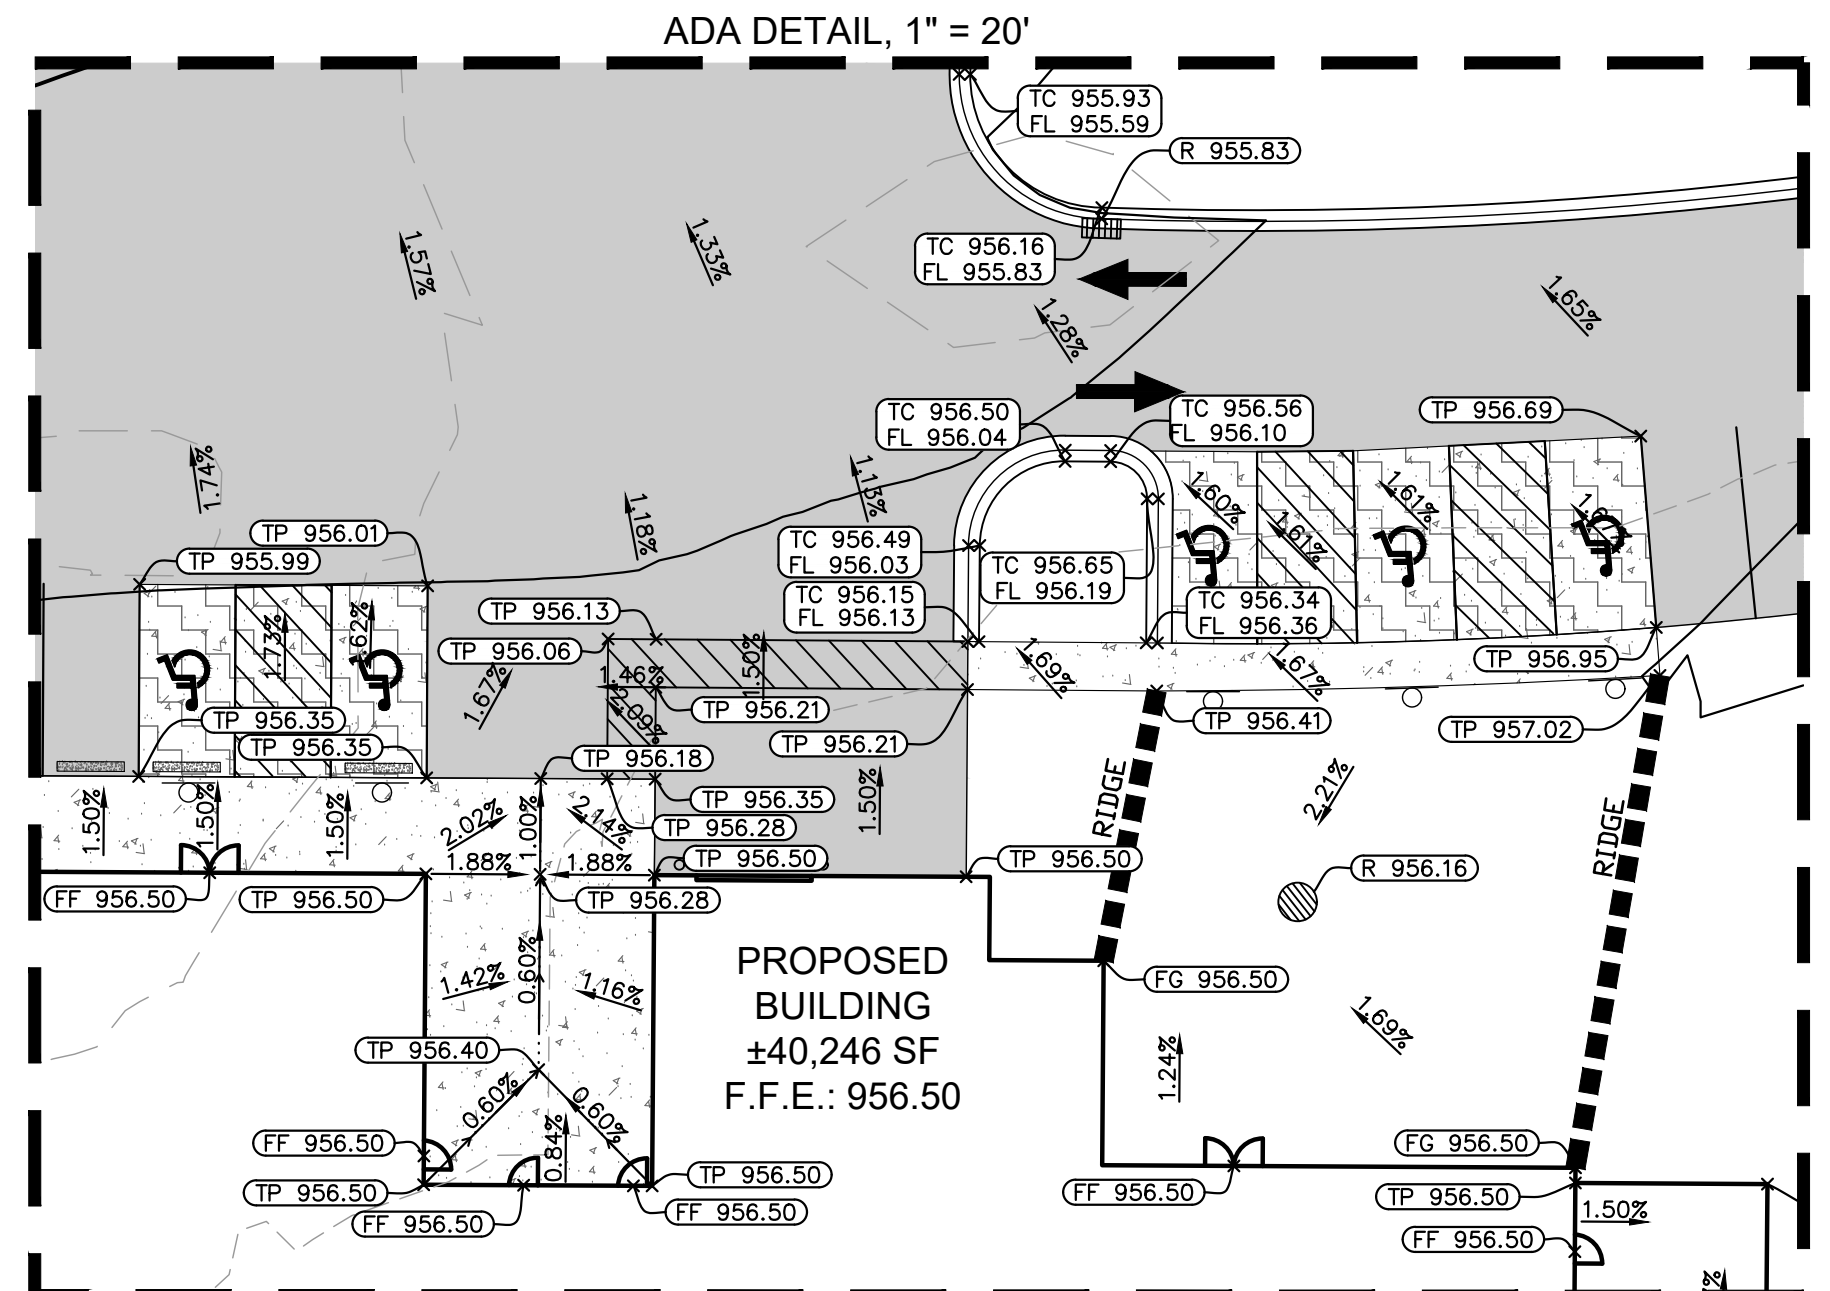 ADA DETAIL, 1" = 20'
TC 955.93
FL 955.59
R 955.83
TC 956.16
FL 955.83
1.57%
1.33%
1.28%
1.65%
TC 956.50
FL 956.04
TC 956.56
FL 956.10
TP 956.69
1.74%
1.18%
1.13%
1.60%
1.61%
1.61%
TP 956.01
TP 955.99
TC 956.49
FL 956.03
TC 956.65
FL 956.19
TC 956.15
FL 956.13
TC 956.34
FL 956.36
TP 956.13
TP 956.06
1.73%
1.62%
1.67%
1.46%
2.09%
1.50%
1.69%
1.67%
TP 956.95
TP 956.35
TP 956.35
TP 956.21
TP 956.21
TP 956.41
TP 957.02
TP 956.18
TP 956.35
TP 956.28
1.50%
1.50%
1.50%
2.02%
1.00%
2.14%
1.50%
RIDGE
2.21%
RIDGE
1.88%
1.88%
TP 956.50
TP 956.50
R 956.16
FF 956.50
TP 956.50
TP 956.28
PROPOSED
BUILDING
±40,246 SF
F.F.E.: 956.50
1.42%
0.60%
1.16%
FG 956.50
TP 956.40
1.69%
1.24%
0.60%
0.60%
0.84%
FF 956.50
FG 956.50
TP 956.50
TP 956.50
FF 956.50
FF 956.50
FF 956.50
TP 956.50
1.50%
FF 956.50
%